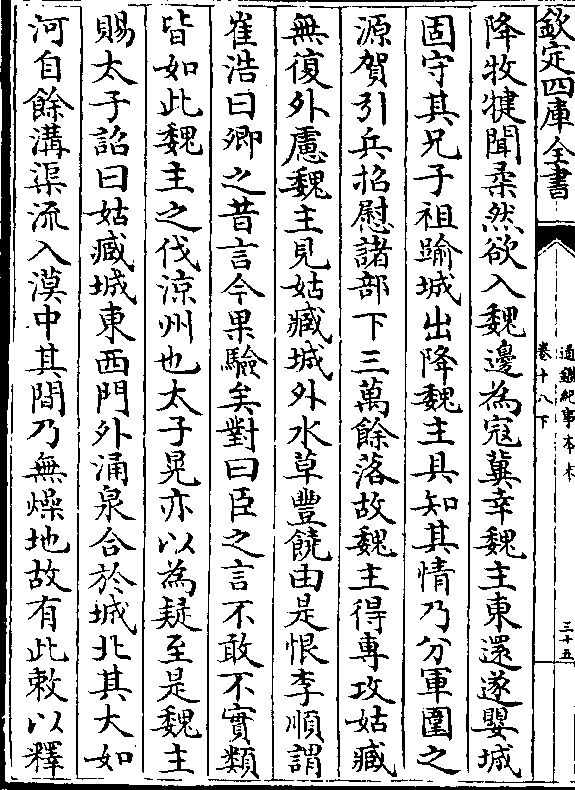 欽定四庫全書
通鑑紀事本末
卷十八下
三十五
降牧犍聞柔然欲入魏邊為寇冀幸魏主東還遂嬰城
固守其兄子祖踰城出降魏主具知其情乃分軍圍之
源賀引兵招慰諸部下三萬餘落故魏主得專攻姑臧
無復外慮魏主見姑臧城外水草豐饒由是恨李順謂
崔浩曰卿之昔言今果驗矣對曰臣之言不敢不實類
皆如此魏主之伐涼州也太子晃亦以為疑至是魏主
賜太子詔曰姑臧城東西門外涌泉合於城北其大如
河自餘溝渠流入漠中其間乃無燥地故有此敕以釋